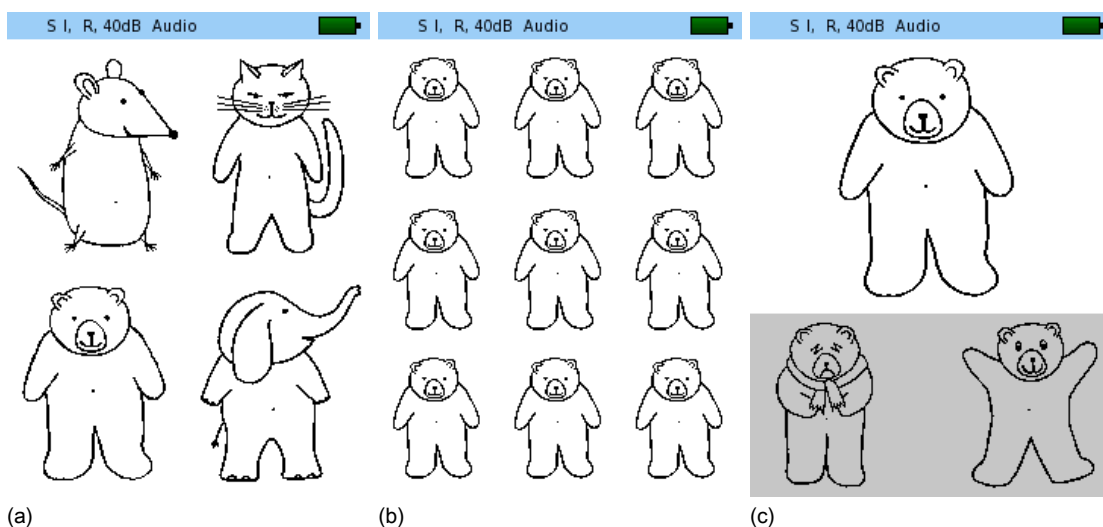 S I, R, 40dB Audio
S I, R, 40dB Audio
S I, R, 40dB Audio
(a)
(b)
(c)